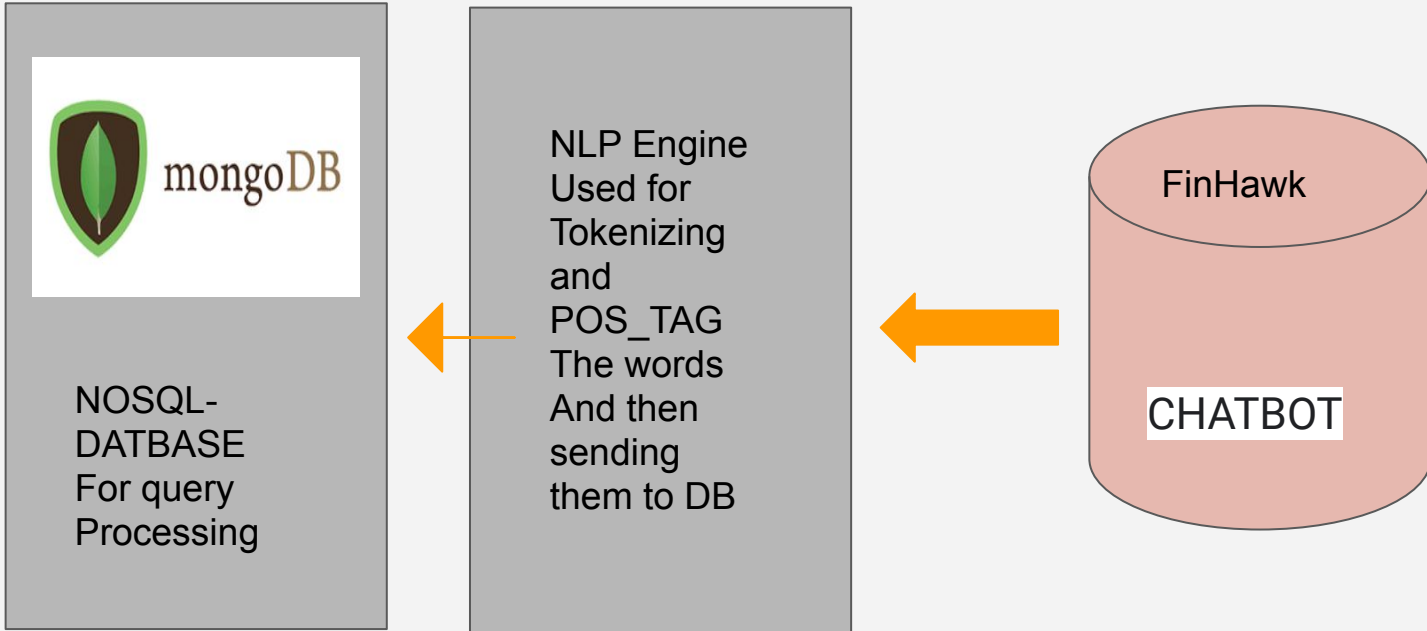 mongoDB
NOSQL-
DATBASE
For query
Processing
NLP Engine
Used for
Tokenizing
and
POS_TAG
The words
And then
sending
them to DB
FinHawk
CHATBOT